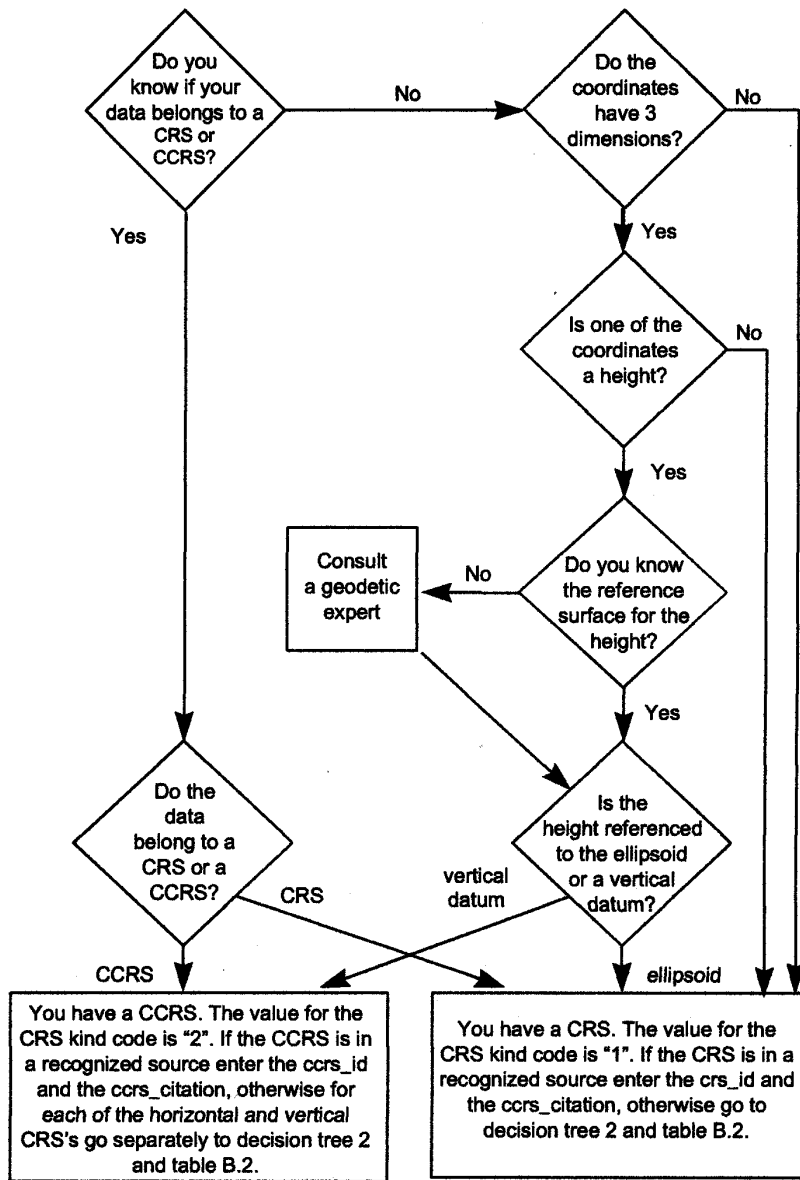 Do you
know if your
data belongs to a
CRS or
CCRS?
No
Do the
coordinates
have 3
dimensions?
No
Yes
Yes
Is one of the
coordinates
a height?
No
Yes
Consult
a geodetic
expert
No
Do you know
the reference
surface for the
height?
Yes
Do the
data
belong to a
CRS or a
CCRS?
Is the
height referenced
to the ellipsoid
or a vertical
datum?
CRS
vertical
datum
CCRS
ellipsoid
You have a CCRS. The value for the
CRS kind code is “2”. If the CCRS is in
a recognized source enter the ccrs_id
and the ccrs_citation, otherwise for
each of the horizontal and vertical
CRS's go separately to decision tree 2
and table B.2.
You have a CRS. The value for the
CRS kind code is “1”. If the CRS is in a
recognized source enter the crs_id and
the ccrs_citation, otherwise go to
decision tree 2 and table B.2.